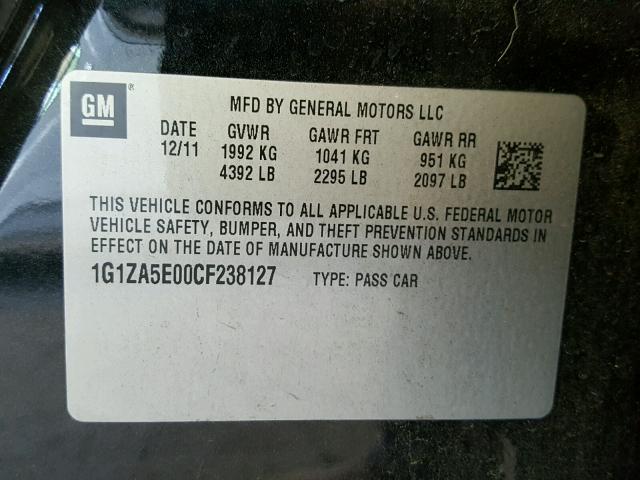 GM ®
MFD BY GENERAL MOTORS LLC
DATE GVWR GAWR FRT GAWR RR
12/11 1992 KG 1041 KG 951 KG
4392 LB 2295 LB 2097 LB
THIS VEHICLE CONFORMS TO ALL APPLICABLE U.S. FEDERAL MOTOR
VEHICLE SAFETY, BUMPER, AND THEFT PREVENTION STANDARDS IN
EFFECT ON THE DATE OF MANUFACTURE SHOWN ABOVE.
1G1ZA5E00CF238127 TYPE: PASS CAR